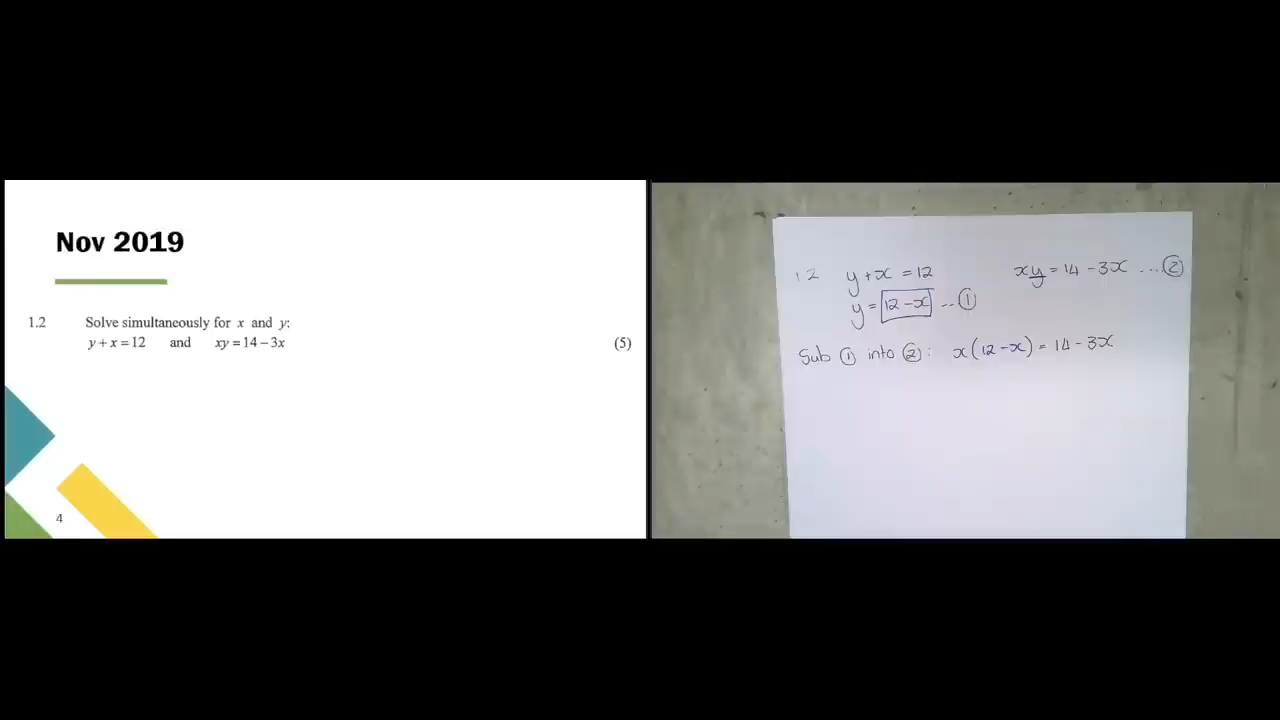 Nov 2019
1.2 Solve simultaneously for x and y:
y + x = 12 and xy = 14 − 3x (5)
4
1.2 y + x = 12 xy = 14 − 3x ... ②
y = 12 − x ... ①
Sub ① into ②: x(12 − x) = 14 − 3x